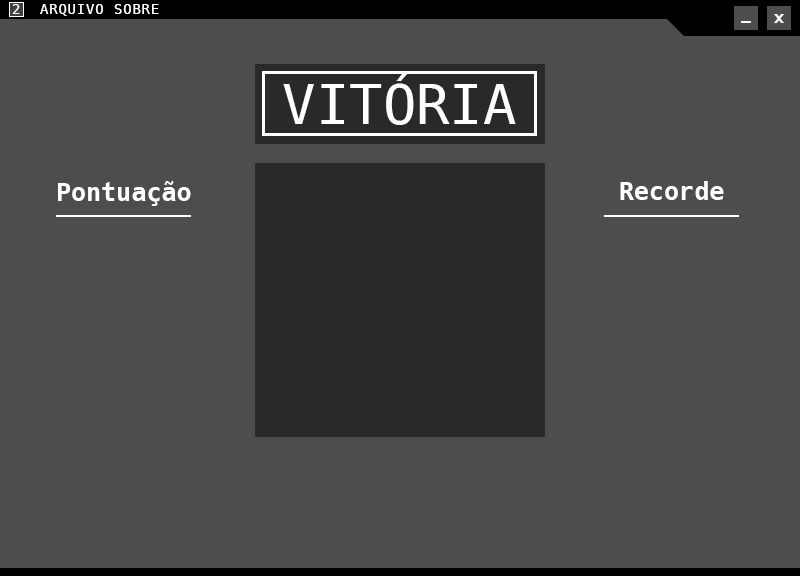 2 ARQUIVO SOBRE
_ x
VITÓRIA
Pontuação
Recorde